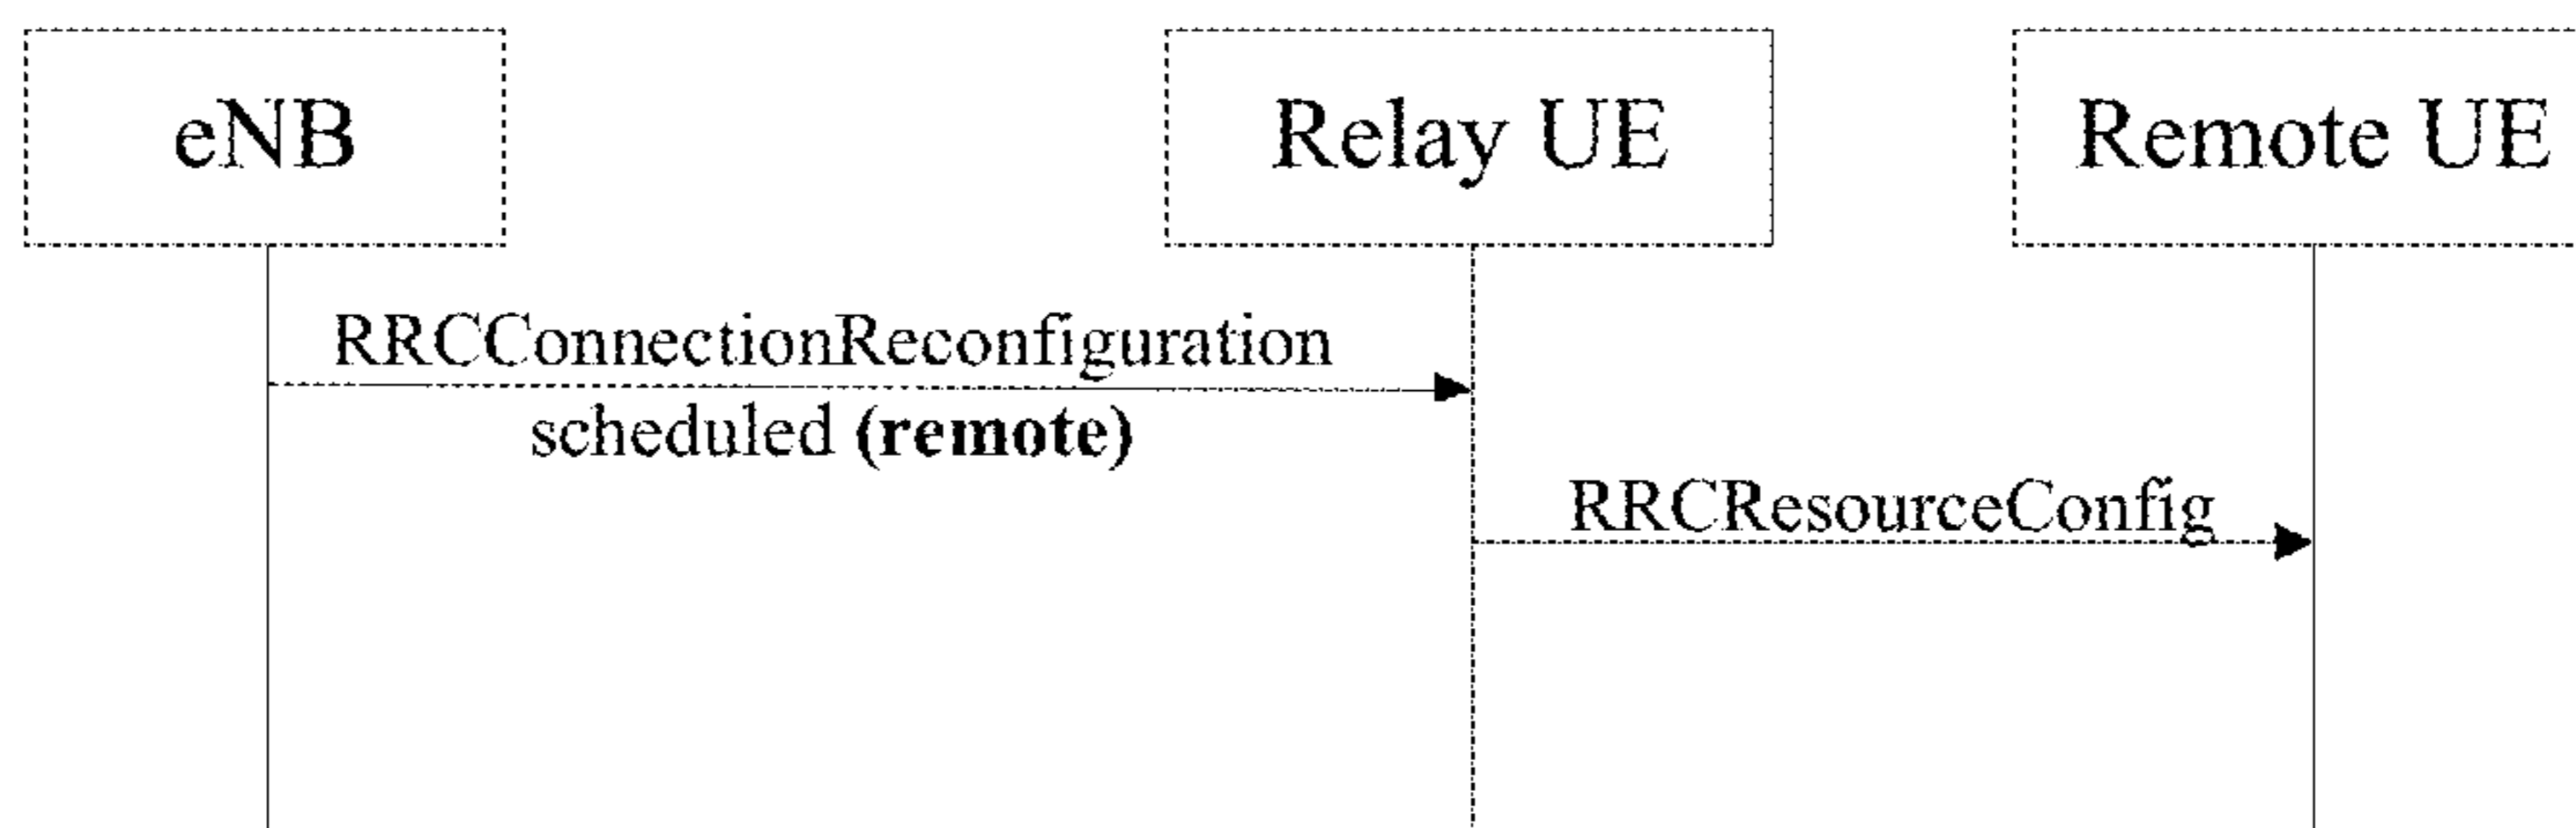 eNB
Relay UE
Remote UE
RRCConnectionReconfiguration
scheduled (remote)
RRCResourceConfig